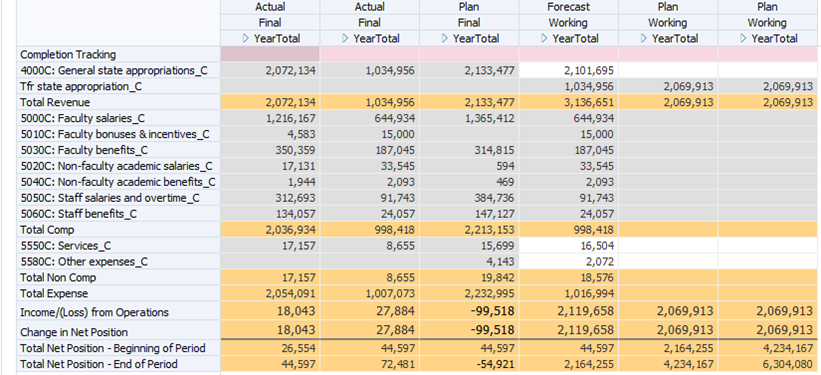 Actual Actual Plan Forecast Plan Plan
Final Final Final Working Working Working
YearTotal YearTotal YearTotal YearTotal YearTotal YearTotal
Completion Tracking
4000C: General state appropriations_C 2,072,134 1,034,956 2,133,477 2,101,695
Tfr state appropriation_C 1,034,956 2,069,913 2,069,913
Total Revenue 2,072,134 1,034,956 2,133,477 3,136,651 2,069,913 2,069,913
5000C: Faculty salaries_C 1,216,167 644,934 1,365,412 644,934
5010C: Faculty bonuses & incentives_C 4,583 15,000 15,000
5030C: Faculty benefits_C 350,359 187,045 314,815 187,045
5020C: Non-faculty academic salaries_C 17,131 33,545 594 33,545
5040C: Non-faculty academic benefits_C 1,944 2,093 469 2,093
5050C: Staff salaries and overtime_C 312,693 91,743 384,736 91,743
5060C: Staff benefits_C 134,057 24,057 147,127 24,057
Total Comp 2,036,934 998,418 2,213,153 998,418
5550C: Services_C 17,157 8,655 15,699 16,504
5580C: Other expenses_C 4,143 2,072
Total Non Comp 17,157 8,655 19,842 18,576
Total Expense 2,054,091 1,007,073 2,232,995 1,016,994
Income/(Loss) from Operations 18,043 27,884 -99,518 2,119,658 2,069,913 2,069,913
Change in Net Position 18,043 27,884 -99,518 2,119,658 2,069,913 2,069,913
Total Net Position - Beginning of Period 26,554 44,597 44,597 44,597 2,164,255 4,234,167
Total Net Position - End of Period 44,597 72,481 -54,921 2,164,255 4,234,167 6,304,080